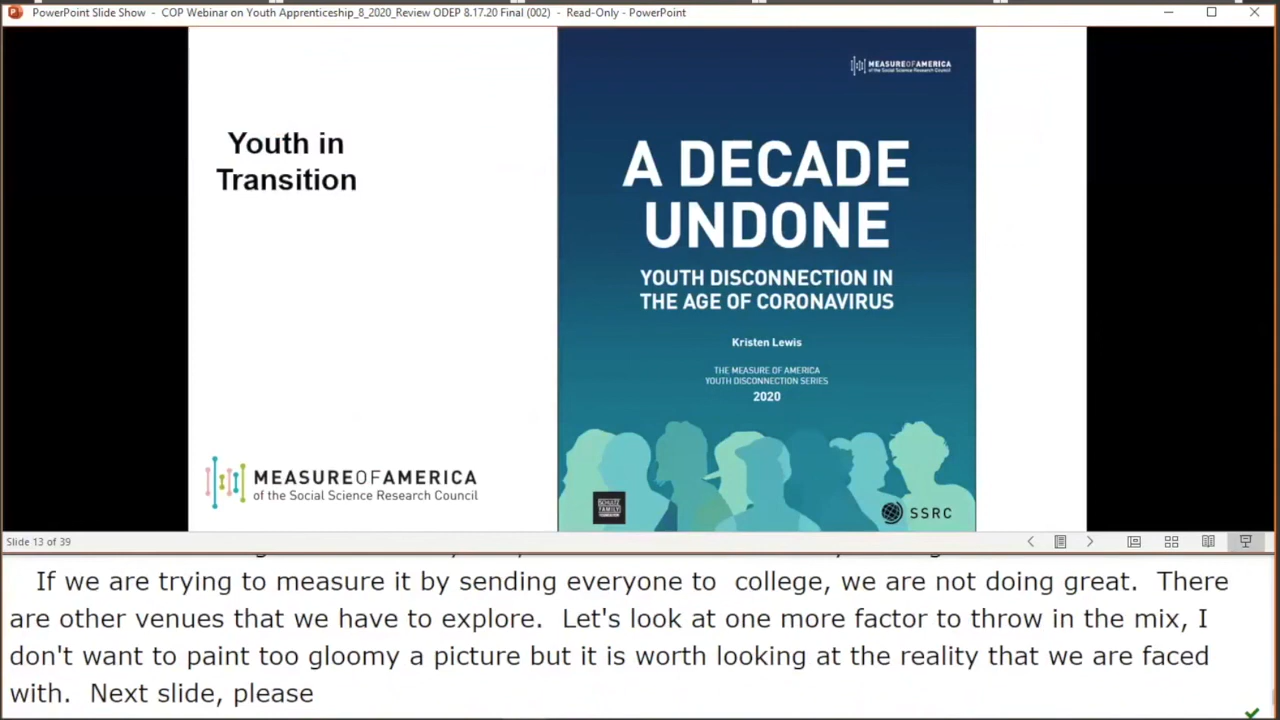 PowerPoint Slide Show - COP Webinar on Youth Apprenticeship_8_2020_Review ODEP 8.17.20 Final (002) - Read-Only - PowerPoint
MEASUREOFAMERICA
of the Social Science Research Council
Youth in
Transition
A DECADE
UNDONE
YOUTH DISCONNECTION IN
THE AGE OF CORONAVIRUS
Kristen Lewis
THE MEASURE OF AMERICA
YOUTH DISCONNECTION SERIES
2020
MEASUREOFAMERICA
of the Social Science Research Council
SCHULTZ
FAMILY
FOUNDATION
SSRC
Slide 13 of 39
If we are trying to measure it by sending everyone to college, we are not doing great. There
are other venues that we have to explore. Let's look at one more factor to throw in the mix, I
don't want to paint too gloomy a picture but it is worth looking at the reality that we are faced
with. Next slide, please